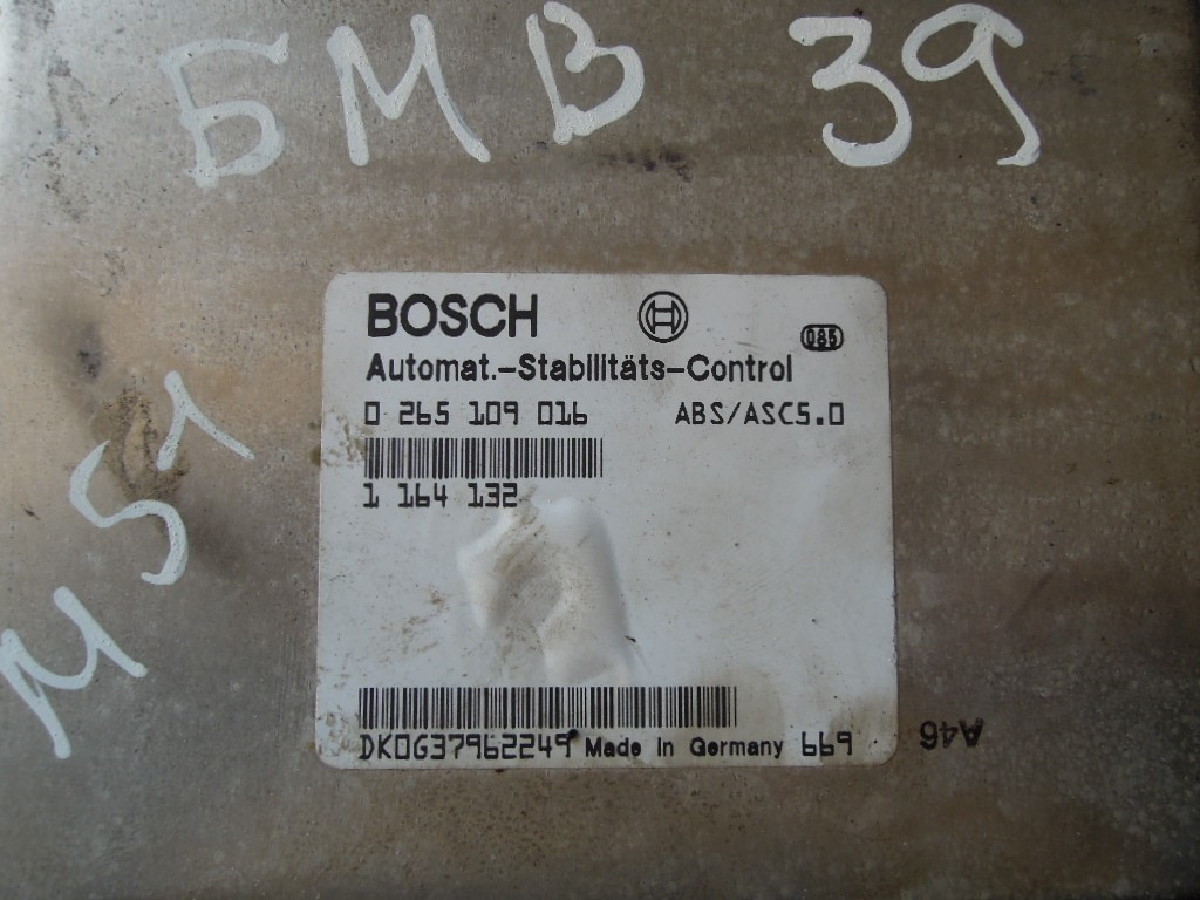 БМВ 39
М51
BOSCH
085
Automat.-Stabilitäts-Control
0 265 109 016 ABS/ASC5.0
1 164 132
DK0G37962249 Made in Germany 669
A46